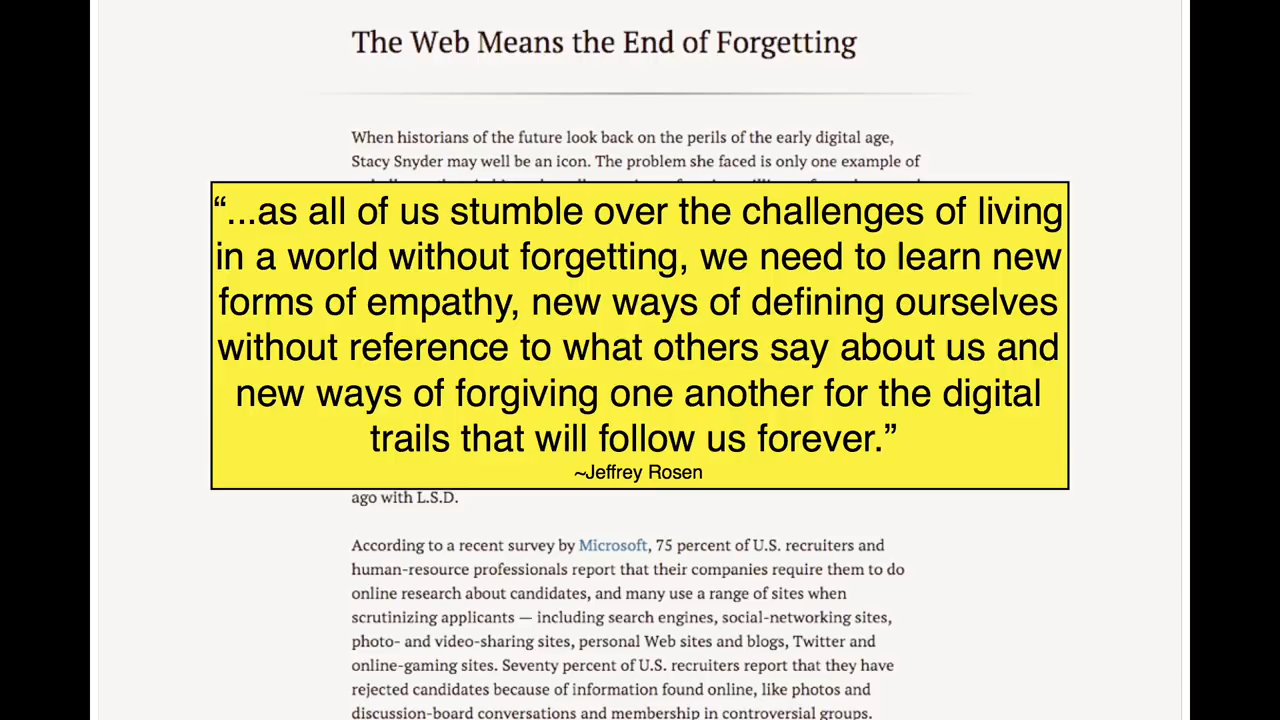 The Web Means the End of Forgetting
When historians of the future look back on the perils of the early digital age,
Stacy Snyder may well be an icon. The problem she faced is only one example of
“...as all of us stumble over the challenges of living
in a world without forgetting, we need to learn new
forms of empathy, new ways of defining ourselves
without reference to what others say about us and
new ways of forgiving one another for the digital
trails that will follow us forever.”
~Jeffrey Rosen
ago with L.S.D.
According to a recent survey by Microsoft, 75 percent of U.S. recruiters and
human-resource professionals report that their companies require them to do
online research about candidates, and many use a range of sites when
scrutinizing applicants — including search engines, social-networking sites,
photo- and video-sharing sites, personal Web sites and blogs, Twitter and
online-gaming sites. Seventy percent of U.S. recruiters report that they have
rejected candidates because of information found online, like photos and
discussion-board conversations and membership in controversial groups.